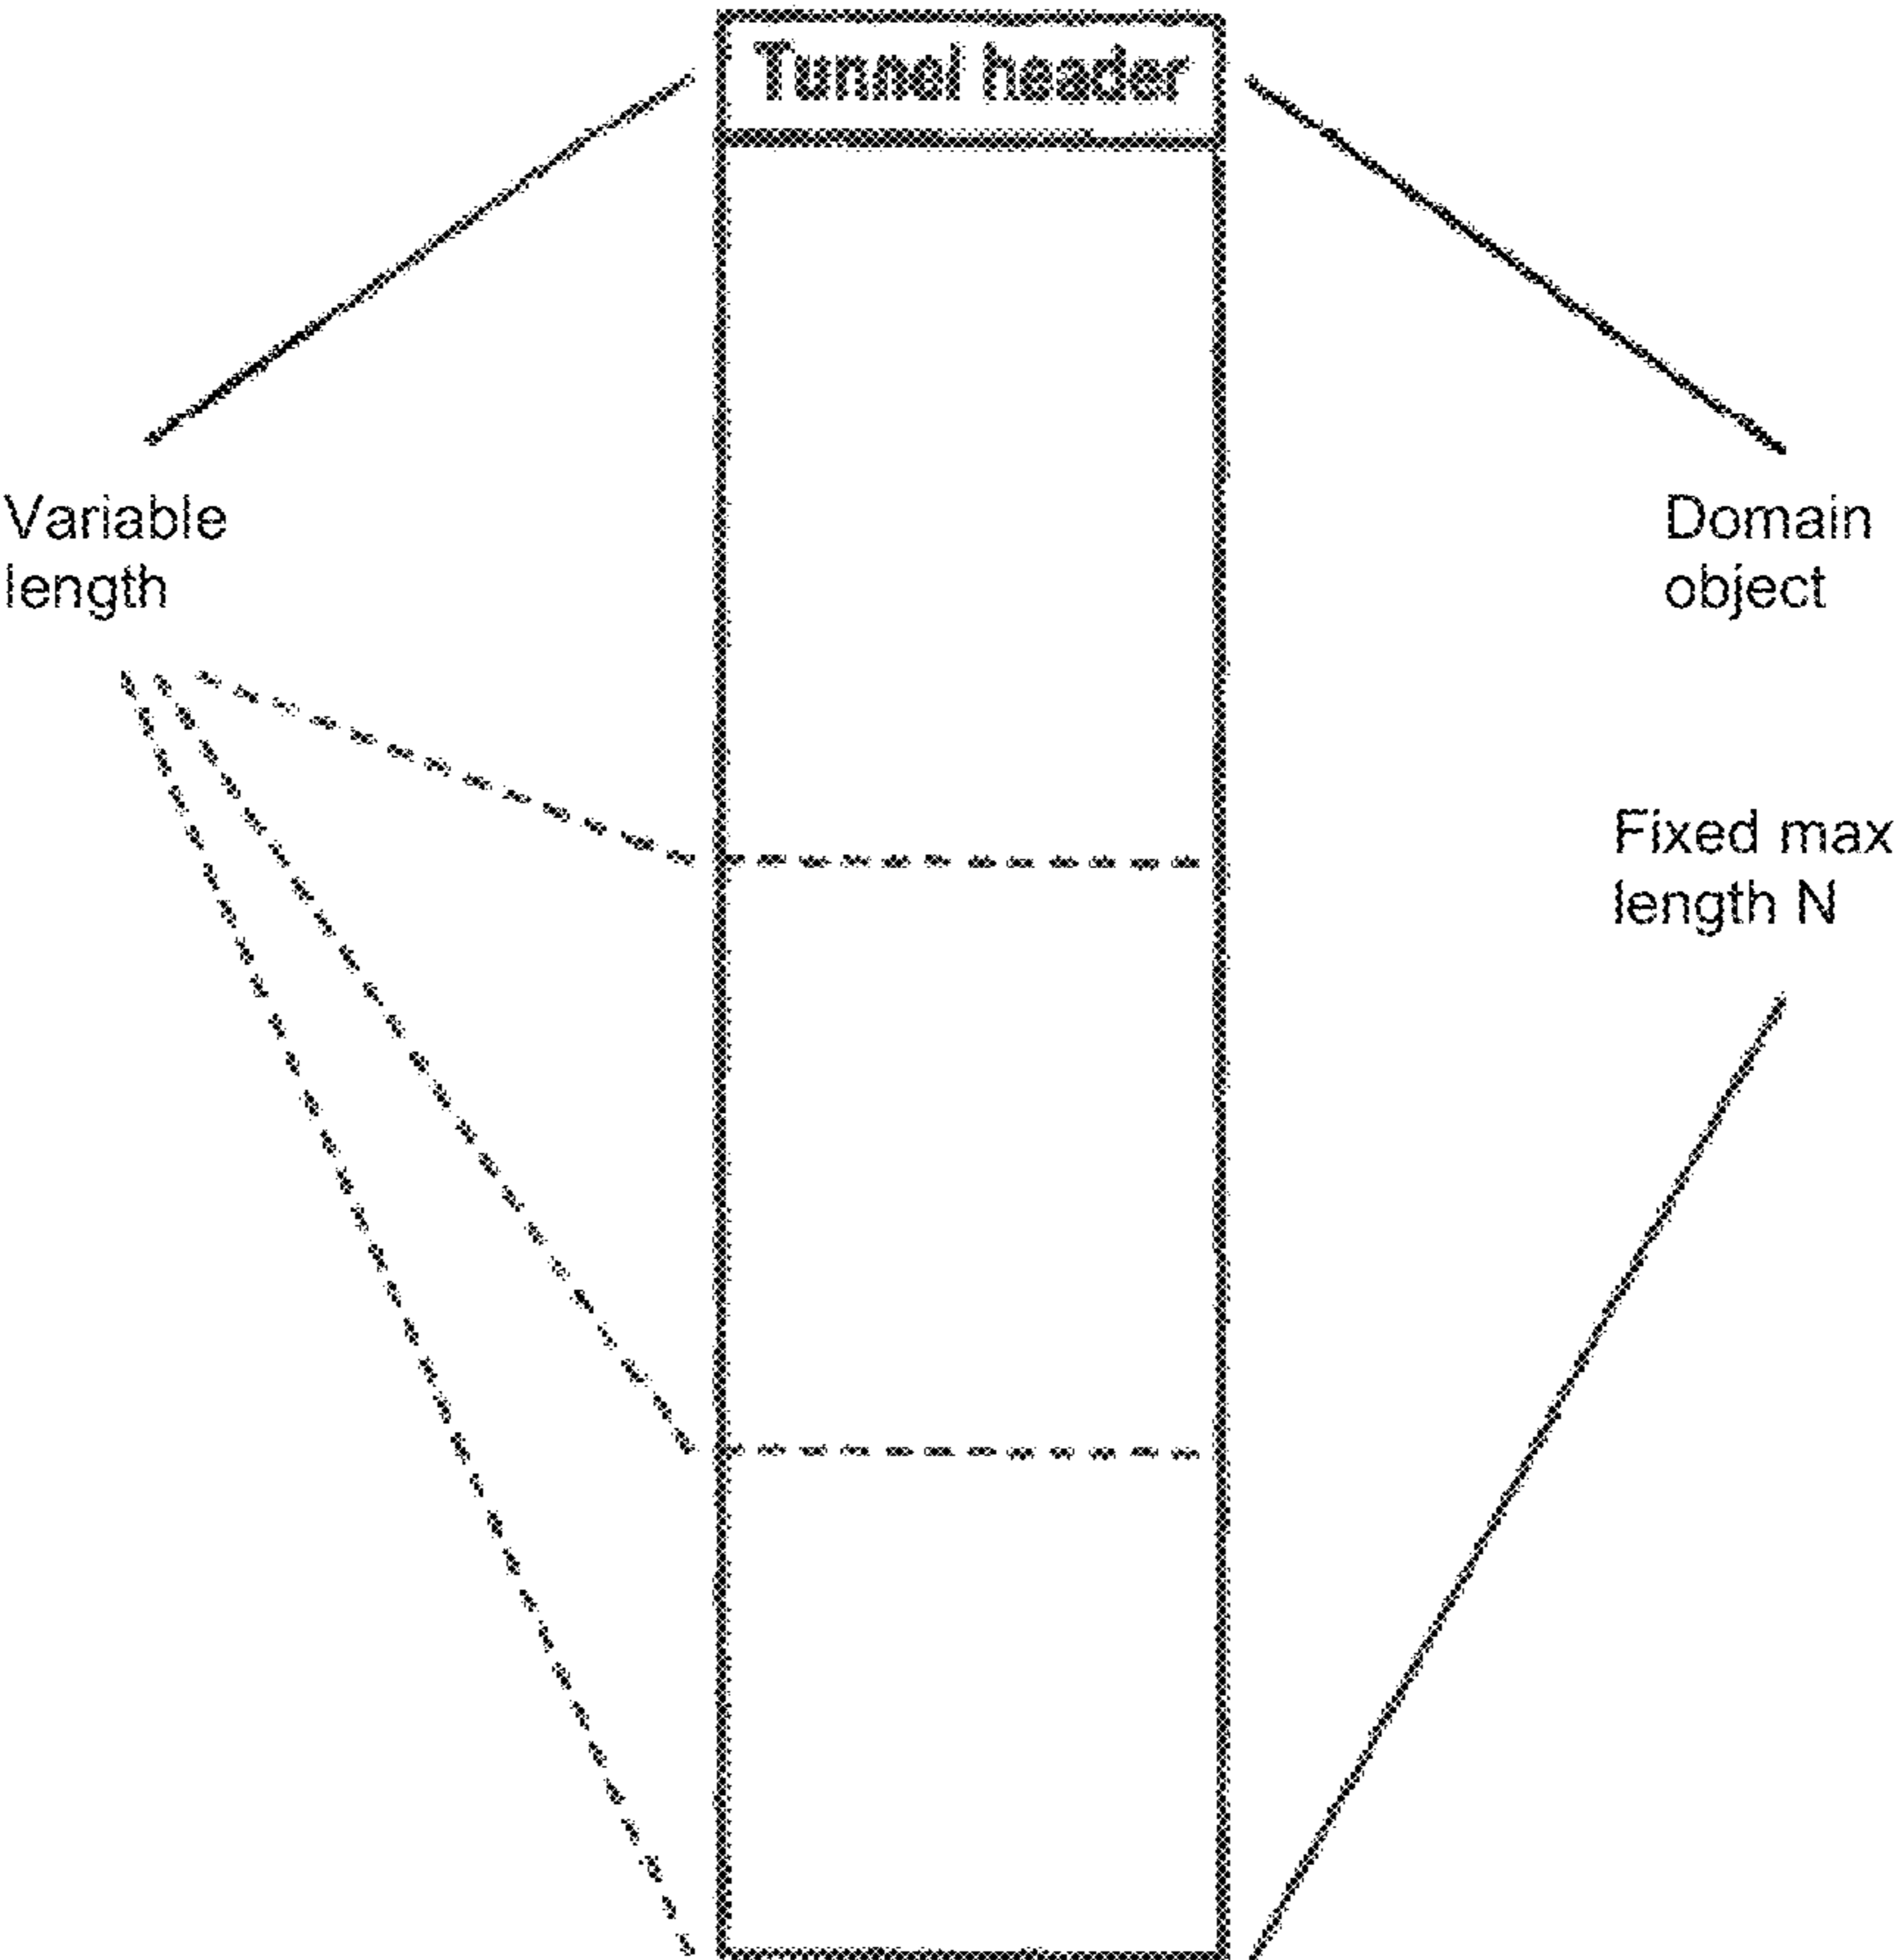 Tunnel header
Variable
length
Domain
object
Fixed max
length N